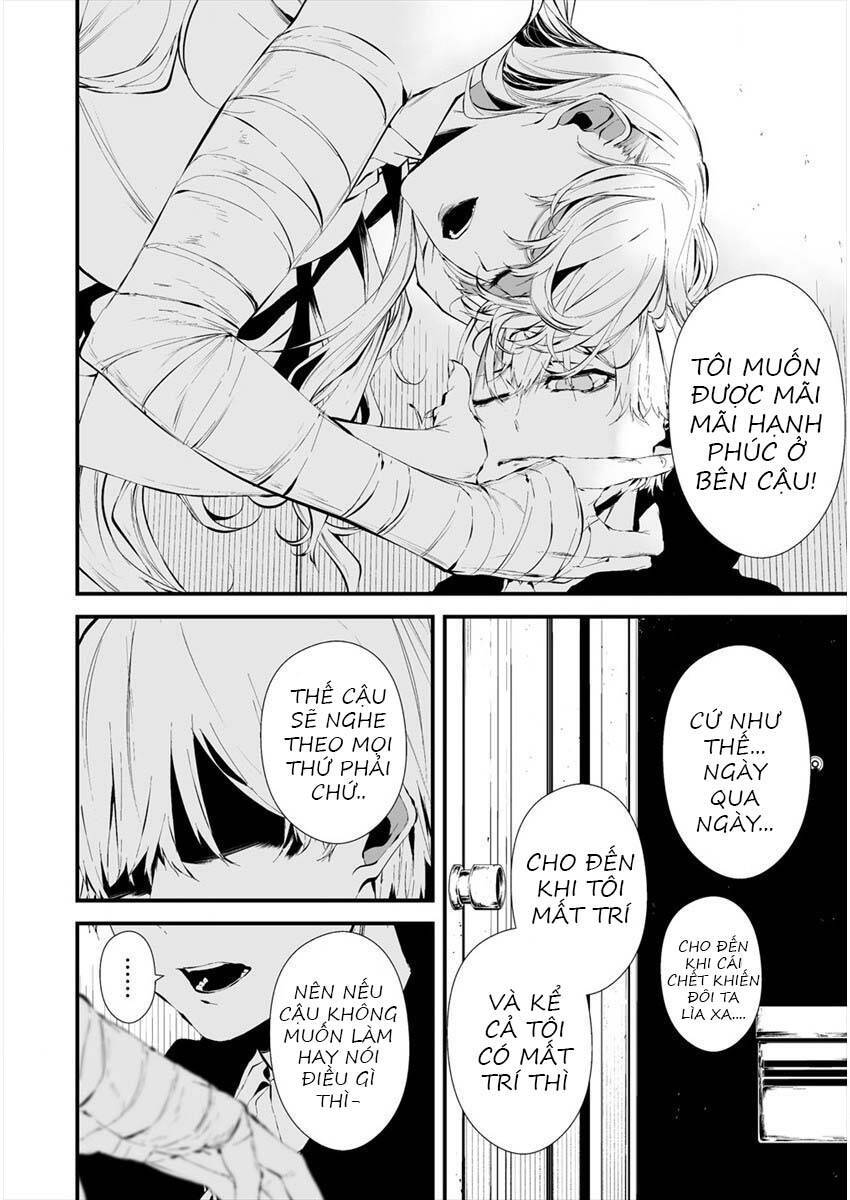 TÔI MUỐN
ĐƯỢC MÃI
MÃI HẠNH
PHÚC Ở
BÊN CẬU!
CỨ NHƯ
THẾ...
NGÀY
QUA
NGÀY...
CHO ĐẾN
KHI CÁI
CHẾT KHIẾN
ĐÔI TA
LÌA XA....
CHO ĐẾN
KHI TÔI
MẤT TRÍ
VÀ KỂ
CẢ TÔI
CÓ MẤT
TRÍ THÌ
THẾ CẬU
SẼ NGHE
THEO MỌI
THỨ PHẢI
CHỨ..
NÊN NẾU
CẬU KHÔNG
MUỐN LÀM
HAY NÓI
ĐIỀU GÌ
THÌ-
......